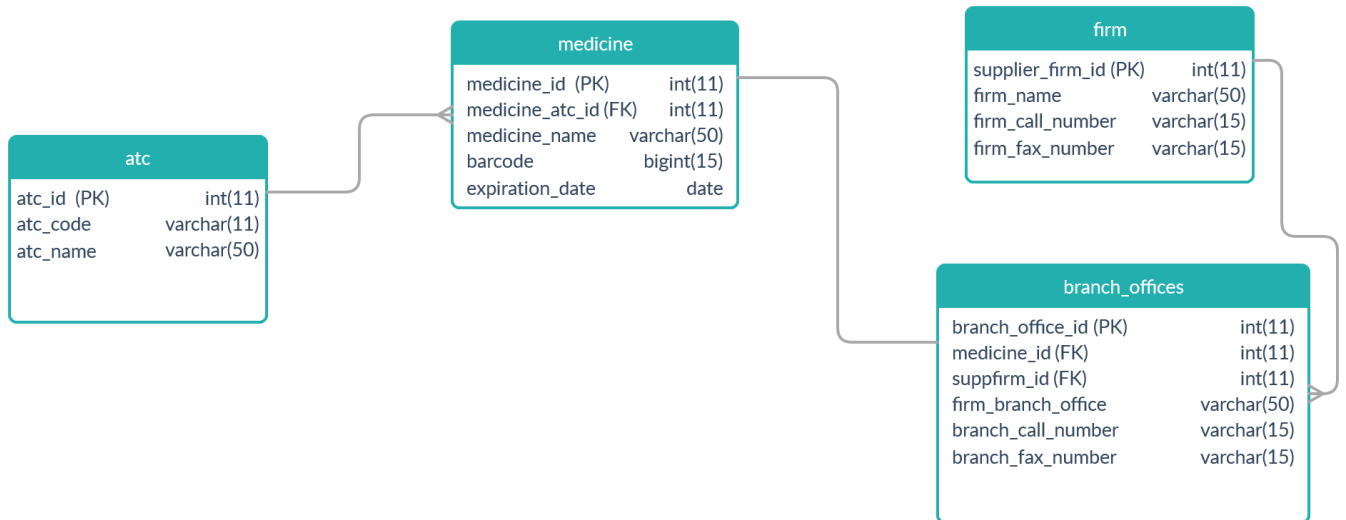 atc
atc_id (PK) int(11)
atc_code varchar(11)
atc_name varchar(50)
medicine
medicine_id (PK) int(11)
medicine_atc_id (FK) int(11)
medicine_name varchar(50)
barcode bigint(15)
expiration_date date
firm
supplier_firm_id (PK) int(11)
firm_name varchar(50)
firm_call_number varchar(15)
firm_fax_number varchar(15)
branch_offices
branch_office_id (PK) int(11)
medicine_id (FK) int(11)
suppfirm_id (FK) int(11)
firm_branch_office varchar(50)
branch_call_number varchar(15)
branch_fax_number varchar(15)